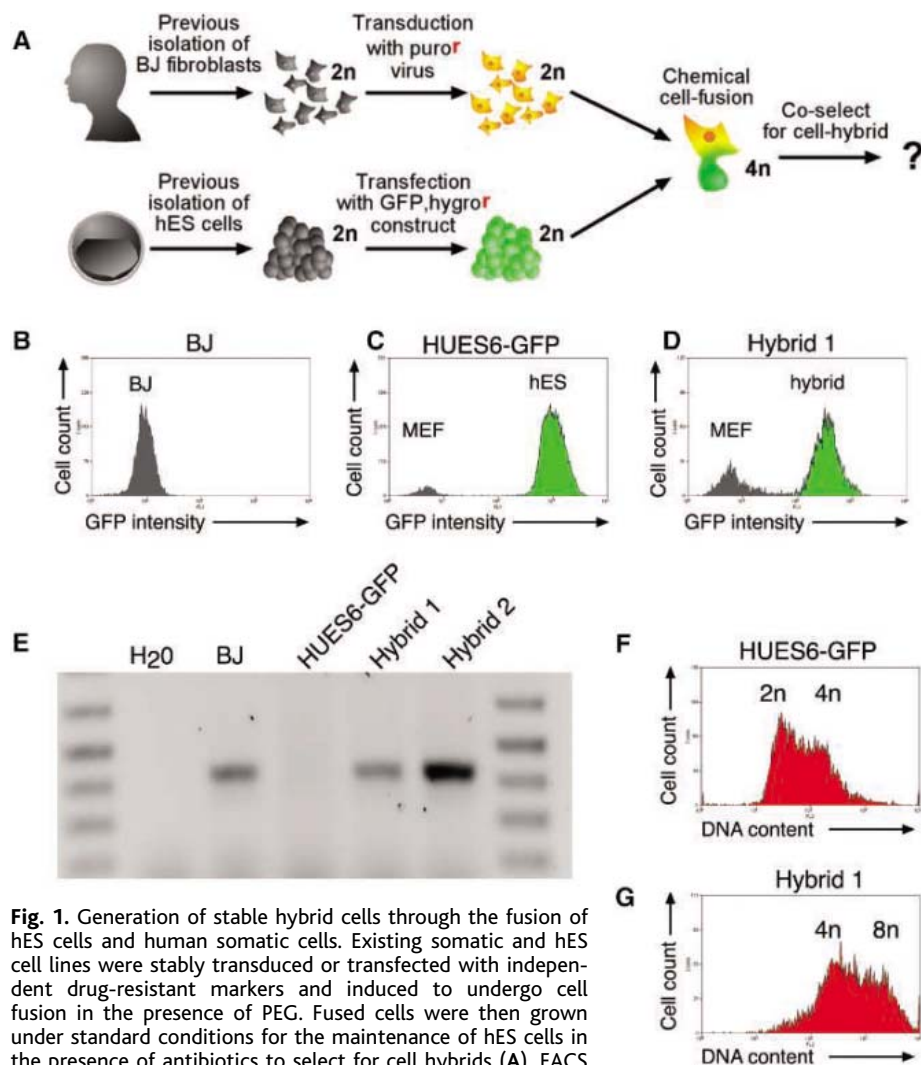 A
Previous
isolation of
BJ fibroblasts
2n
Transduction
with puror
virus
2n
Chemical
cell-fusion
4n
Co-select
for cell-hybrid
?
Previous
isolation of
hES cells
2n
Transfection
with GFP,hygror
construct
2n
B
BJ
BJ
Cell count
GFP intensity
C
HUES6-GFP
MEF
hES
Cell count
GFP intensity
D
Hybrid 1
MEF
hybrid
Cell count
GFP intensity
E
H20
BJ
HUES6-GFP
Hybrid 1
Hybrid 2
F
HUES6-GFP
2n 4n
Cell count
DNA content
G
Hybrid 1
4n 8n
Cell count
DNA content
Fig. 1. Generation of stable hybrid cells through the fusion of
hES cells and human somatic cells. Existing somatic and hES
cell lines were stably transduced or transfected with indepen-
dent drug-resistant markers and induced to undergo cell
fusion in the presence of PEG. Fused cells were then grown
under standard conditions for the maintenance of hES cells in
the presence of antibiotics to select for cell hybrids (A). FACS